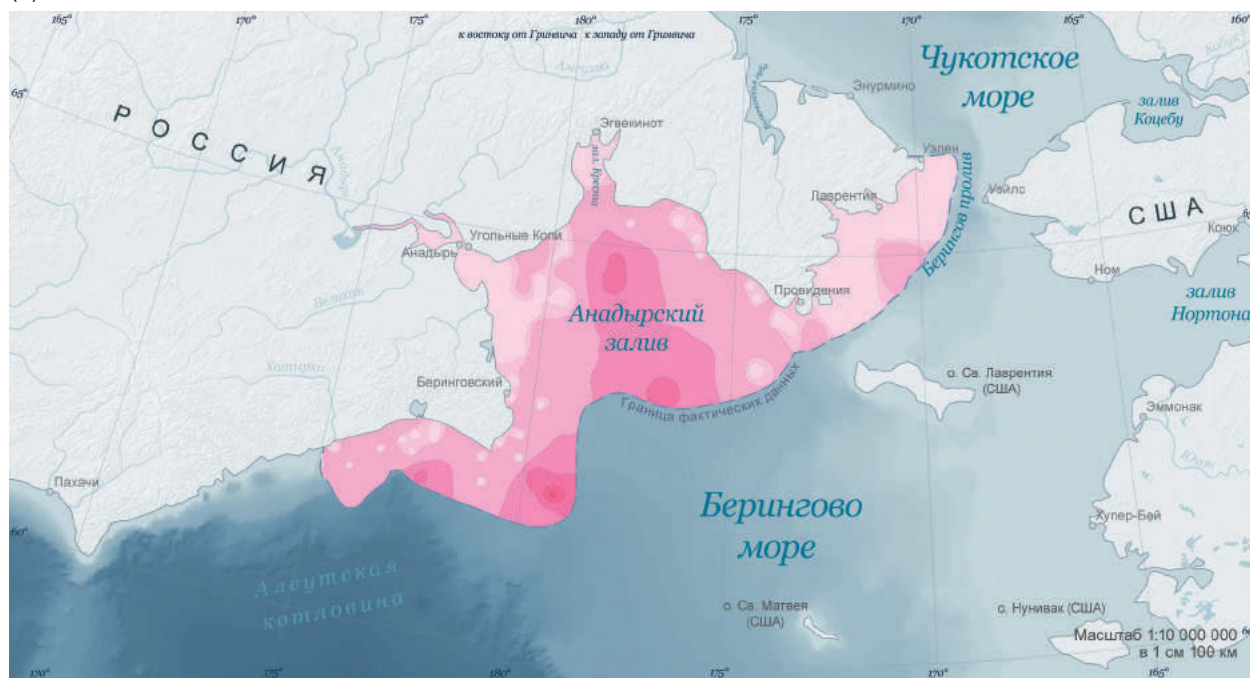 165°
170°
175°
180°
175°
170°
165°
160°
к востоку от Гринвича
к западу от Гринвича
Чукотское
море
Энурмино
залив
Коцебу
65°
РОССИЯ
Эгвекинот
зал. Креста
Уэлен
Уэйлс
Берингов пролив
Лаврентия
США
Коюк
Анадырь
Угольные Копи
Анадырь
Ном
Провидения
залив
Нортона
Великая
Анадырский
залив
Хатырка
Беринговский
Граница фактических данных
о. Св. Лаврентия
(США)
Эммонак
Юкон
Пахачи
60°
Берингово
море
Хупер-Бей
Алеутская
котловина
о. Св. Матвея
(США)
о. Нунивак (США)
Масштаб 1:10 000 000
в 1 см 100 км
170°
175°
180°
175°
170°
165°